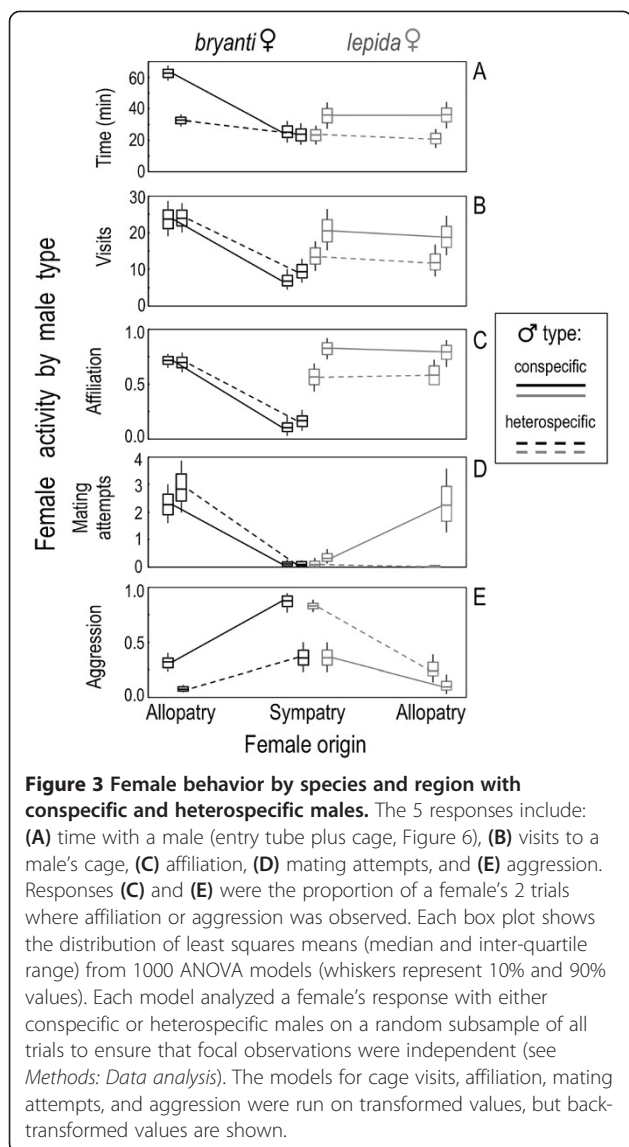 bryanti ♀ lepida ♀
Female activity by male type
Time (min)
60
40
20
0
A
Visits
30
20
10
0
B
Affiliation
1.0
0.5
0.0
C
Mating
attempts
4
3
2
1
0
D
Aggression
1.0
0.5
0.0
E
Allopatry Sympatry Allopatry
Female origin
♂ type:
conspecific
heterospecific
Figure 3 Female behavior by species and region with
conspecific and heterospecific males. The 5 responses include:
(A) time with a male (entry tube plus cage, Figure 6), (B) visits to a
male's cage, (C) affiliation, (D) mating attempts, and (E) aggression.
Responses (C) and (E) were the proportion of a female's 2 trials
where affiliation or aggression was observed. Each box plot shows
the distribution of least squares means (median and inter-quartile
range) from 1000 ANOVA models (whiskers represent 10% and 90%
values). Each model analyzed a female's response with either
conspecific or heterospecific males on a random subsample of all
trials to ensure that focal observations were independent (see
Methods: Data analysis). The models for cage visits, affiliation, mating
attempts, and aggression were run on transformed values, but back-
transformed values are shown.